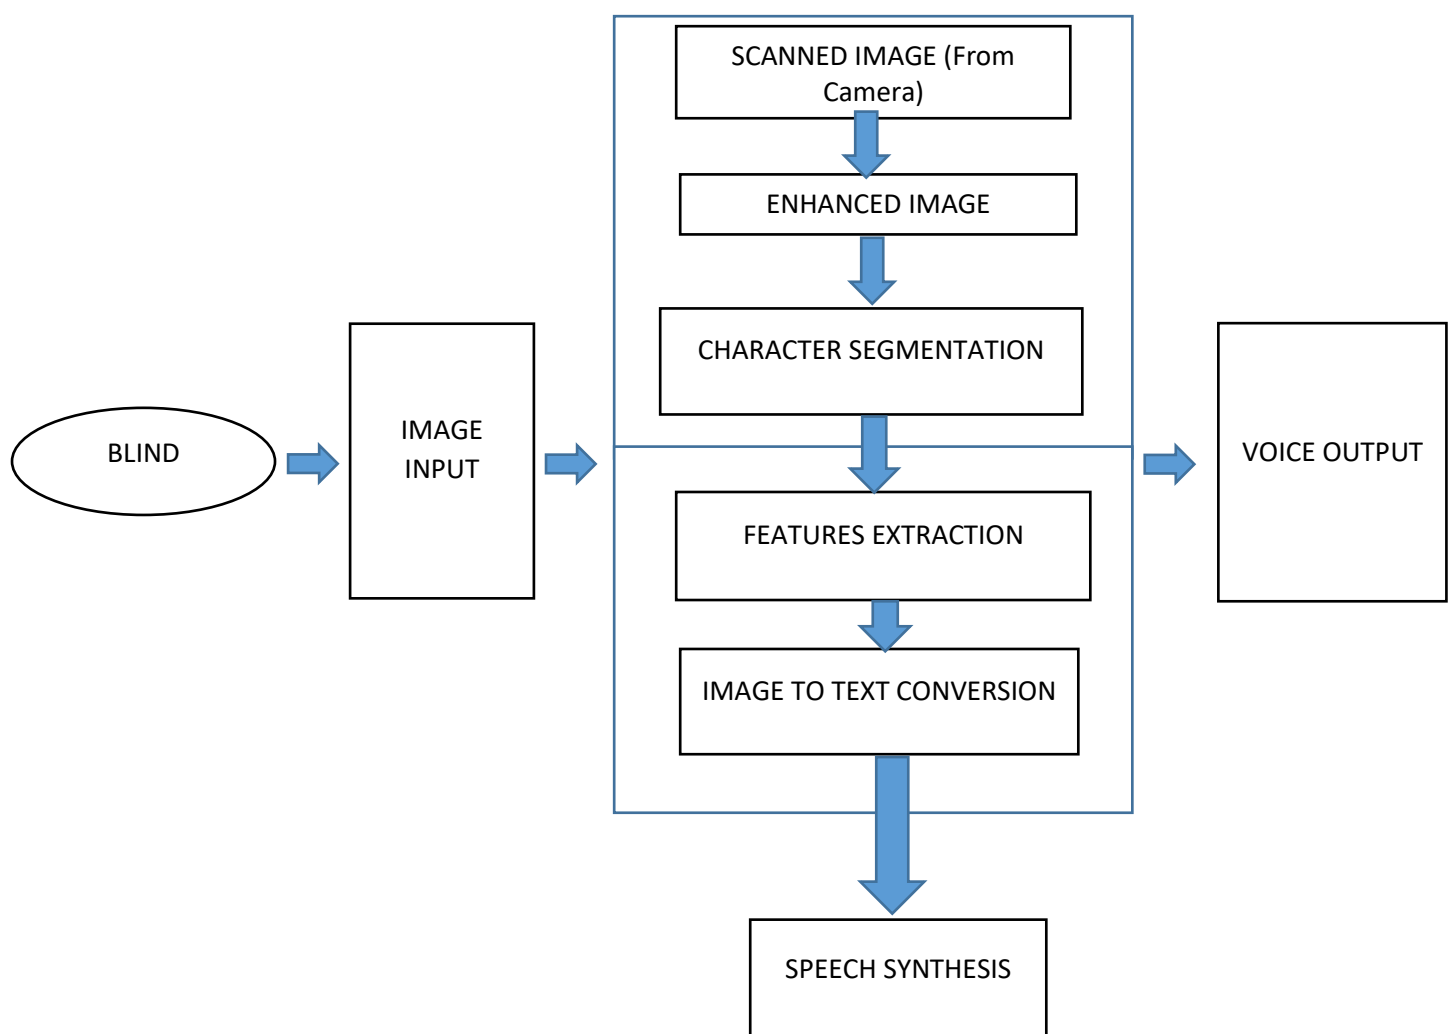 SCANNED IMAGE (From
Camera)
ENHANCED IMAGE
CHARACTER SEGMENTATION
BLIND
IMAGE
INPUT
VOICE OUTPUT
FEATURES EXTRACTION
IMAGE TO TEXT CONVERSION
SPEECH SYNTHESIS